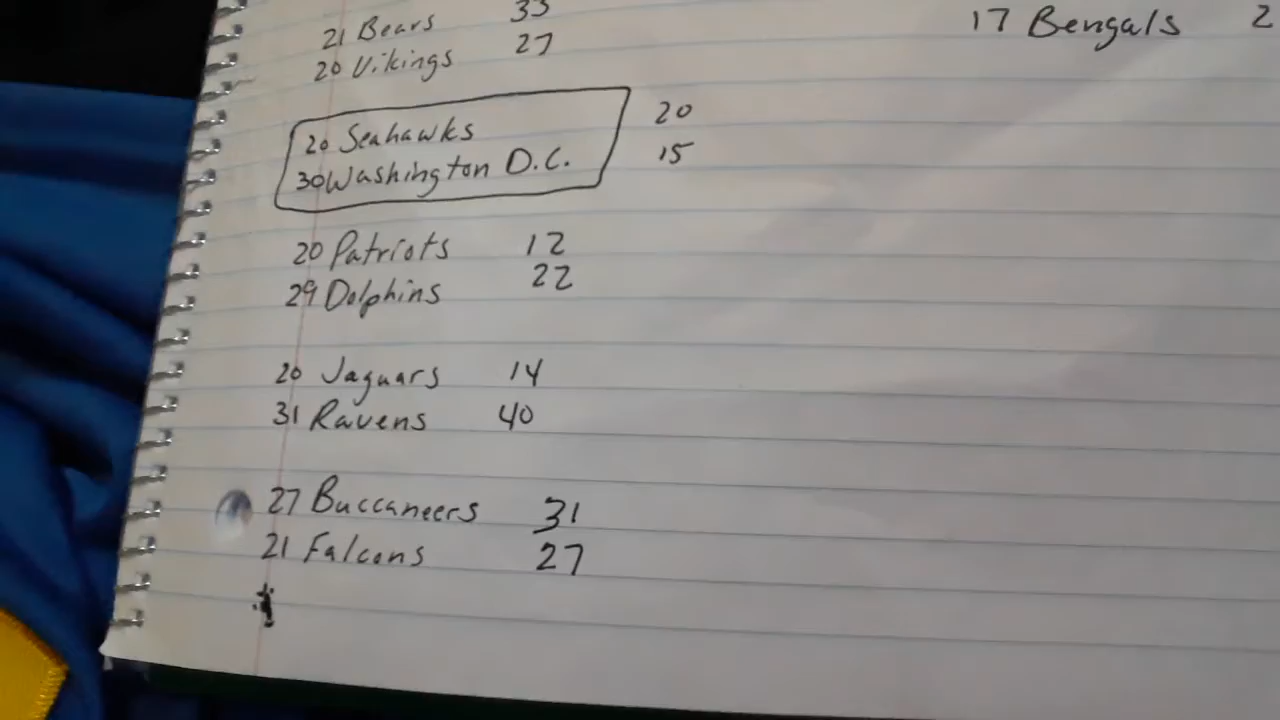 21 Bears 33
20 Vikings 27
20 Seahawks 20
30 Washington D.C. 15
20 Patriots 12
29 Dolphins 22
20 Jaguars 14
31 Ravens 40
27 Buccaneers 31
21 Falcons 27
17 Bengals 2